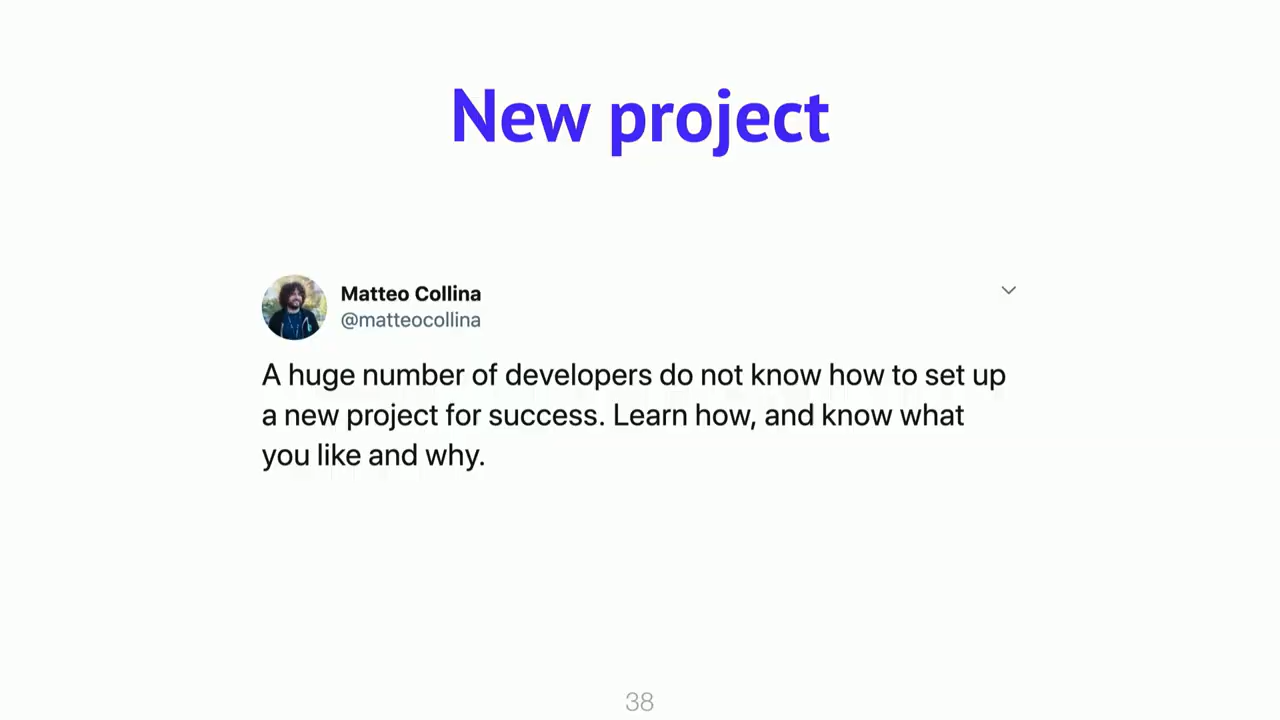 New project
Matteo Collina
@matteocollina
A huge number of developers do not know how to set up
a new project for success. Learn how, and know what
you like and why.
38